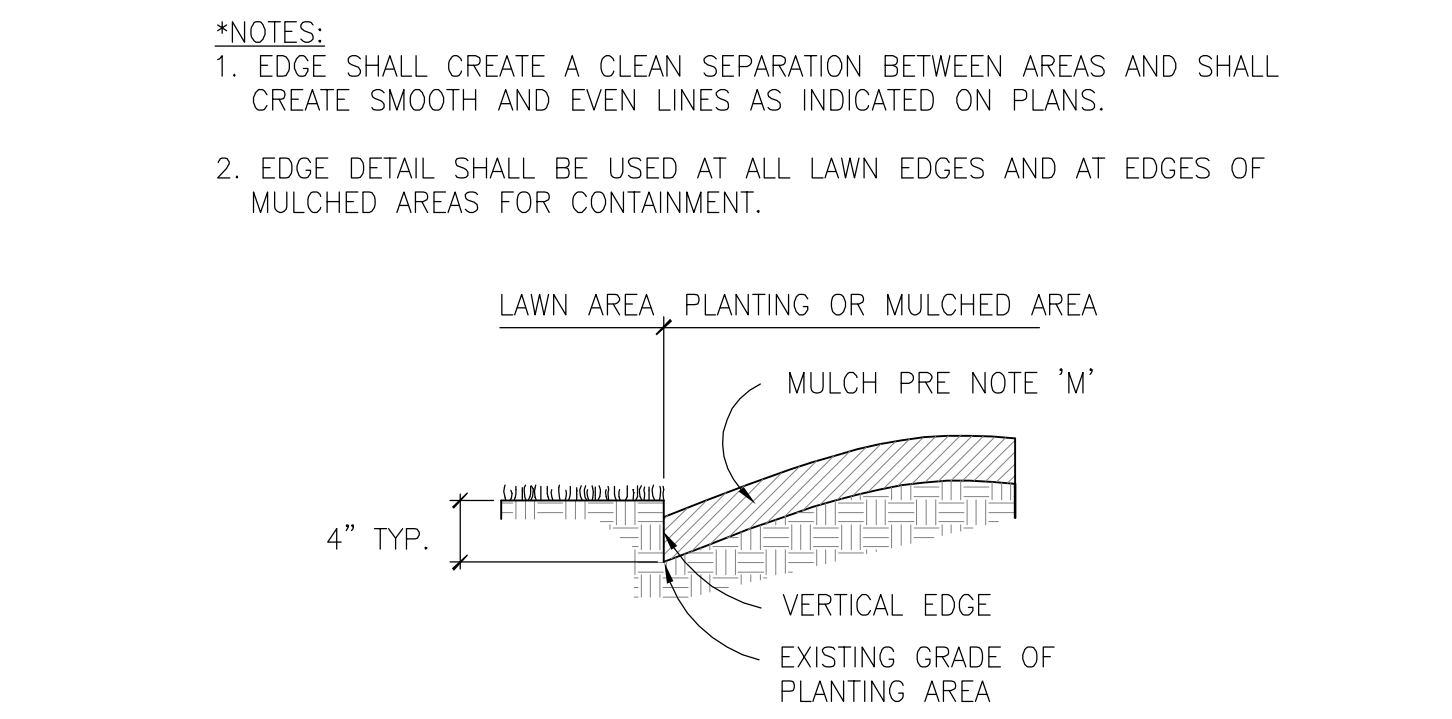 *NOTES:
1. EDGE SHALL CREATE A CLEAN SEPARATION BETWEEN AREAS AND SHALL
CREATE SMOOTH AND EVEN LINES AS INDICATED ON PLANS.
2. EDGE DETAIL SHALL BE USED AT ALL LAWN EDGES AND AT EDGES OF
MULCHED AREAS FOR CONTAINMENT.
LAWN AREA PLANTING OR MULCHED AREA
MULCH PRE NOTE 'M'
4” TYP.
VERTICAL EDGE
EXISTING GRADE OF
PLANTING AREA